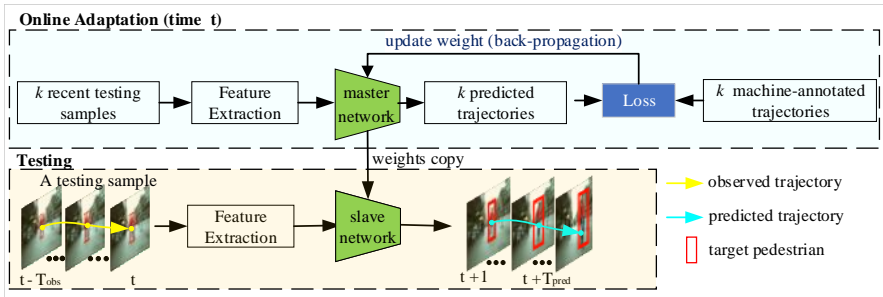 Online Adaptation (time t)
update weight (back-propagation)
k recent testing
samples
Feature
Extraction
master
network
k predicted
trajectories
Loss
k machine-annotated
trajectories
weights copy
Testing
A testing sample
Feature
Extraction
slave
network
t - Tobs
t
t +1
t +Tpred
observed trajectory
predicted trajectory
target pedestrian